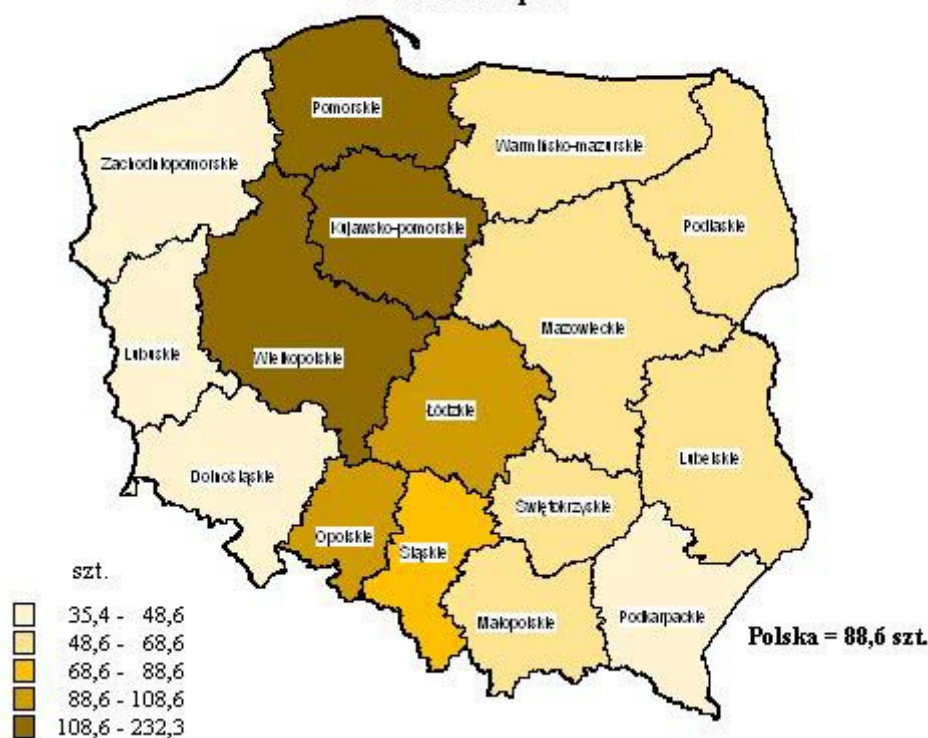 Pomorskie
Warmińsko-mazurskie
Zachodniopomorskie
Podlaskie
Kujawsko-pomorskie
Mazowieckie
Lubuskie
Wielkopolskie
Łódzkie
Lubelskie
Dolnośląskie
Świętokrzyskie
Opolskie
Śląskie
Podkarpackie
Małopolskie
Polska = 88,6 szt.
szt.
35,4 - 48,6
48,6 - 68,6
68,6 - 88,6
88,6 - 108,6
108,6 - 232,3